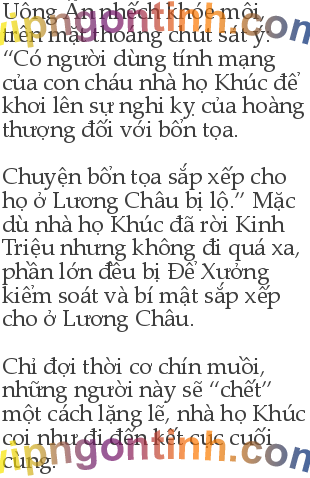 Uông Ấn nhếch khóe môi,
trên mặt thoáng chút sát ý:
“Có người dùng tính mạng
của con cháu nhà họ Khúc để
khơi lên sự nghi kỵ của hoàng
thượng đối với bổn tọa.
Chuyện bổn tọa sắp xếp cho
họ ở Lương Châu bị lộ.” Mặc
dù nhà họ Khúc đã rời Kinh
Triệu nhưng không đi quá xa,
phần lớn đều bị Đề Xưởng
kiểm soát và bí mật sắp xếp
cho ở Lương Châu.
Chỉ đợi thời cơ chín muồi,
những người này sẽ “chết”
một cách lặng lẽ, nhà họ Khúc
coi như đi đến kết cục cuối
cùng.
vipngontinh.com
vipngontinh.com